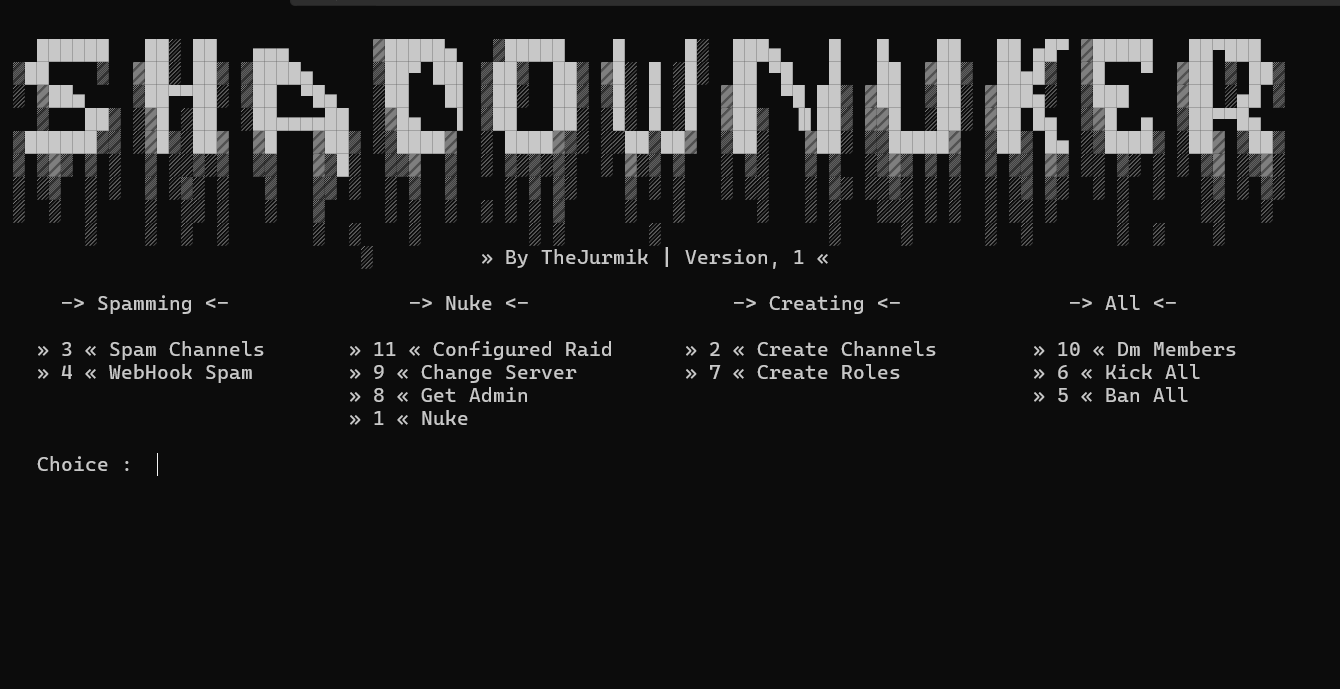 SHADOWNUKER
» By TheJurmik | Version, 1 «
-> Spamming <- -> Nuke <- -> Creating <- -> All <-
» 3 « Spam Channels » 11 « Configured Raid » 2 « Create Channels » 10 « Dm Members
» 4 « WebHook Spam » 9 « Change Server » 7 « Create Roles » 6 « Kick All
» 8 « Get Admin » 5 « Ban All
» 1 « Nuke
Choice :